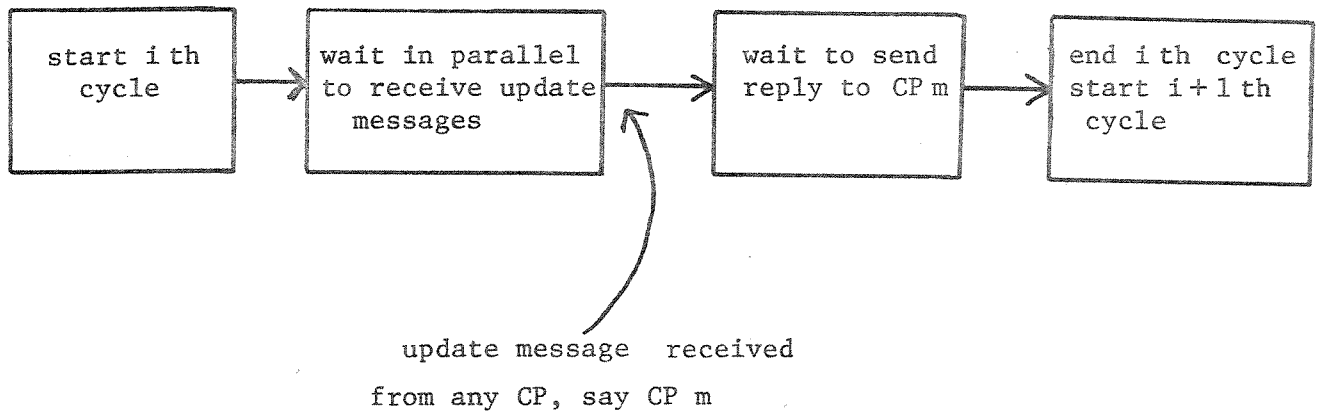 start i th
cycle
wait in parallel
to receive update
messages
wait to send
reply to CP m
end i th cycle
start i + 1 th
cycle
update message received
from any CP, say CP m